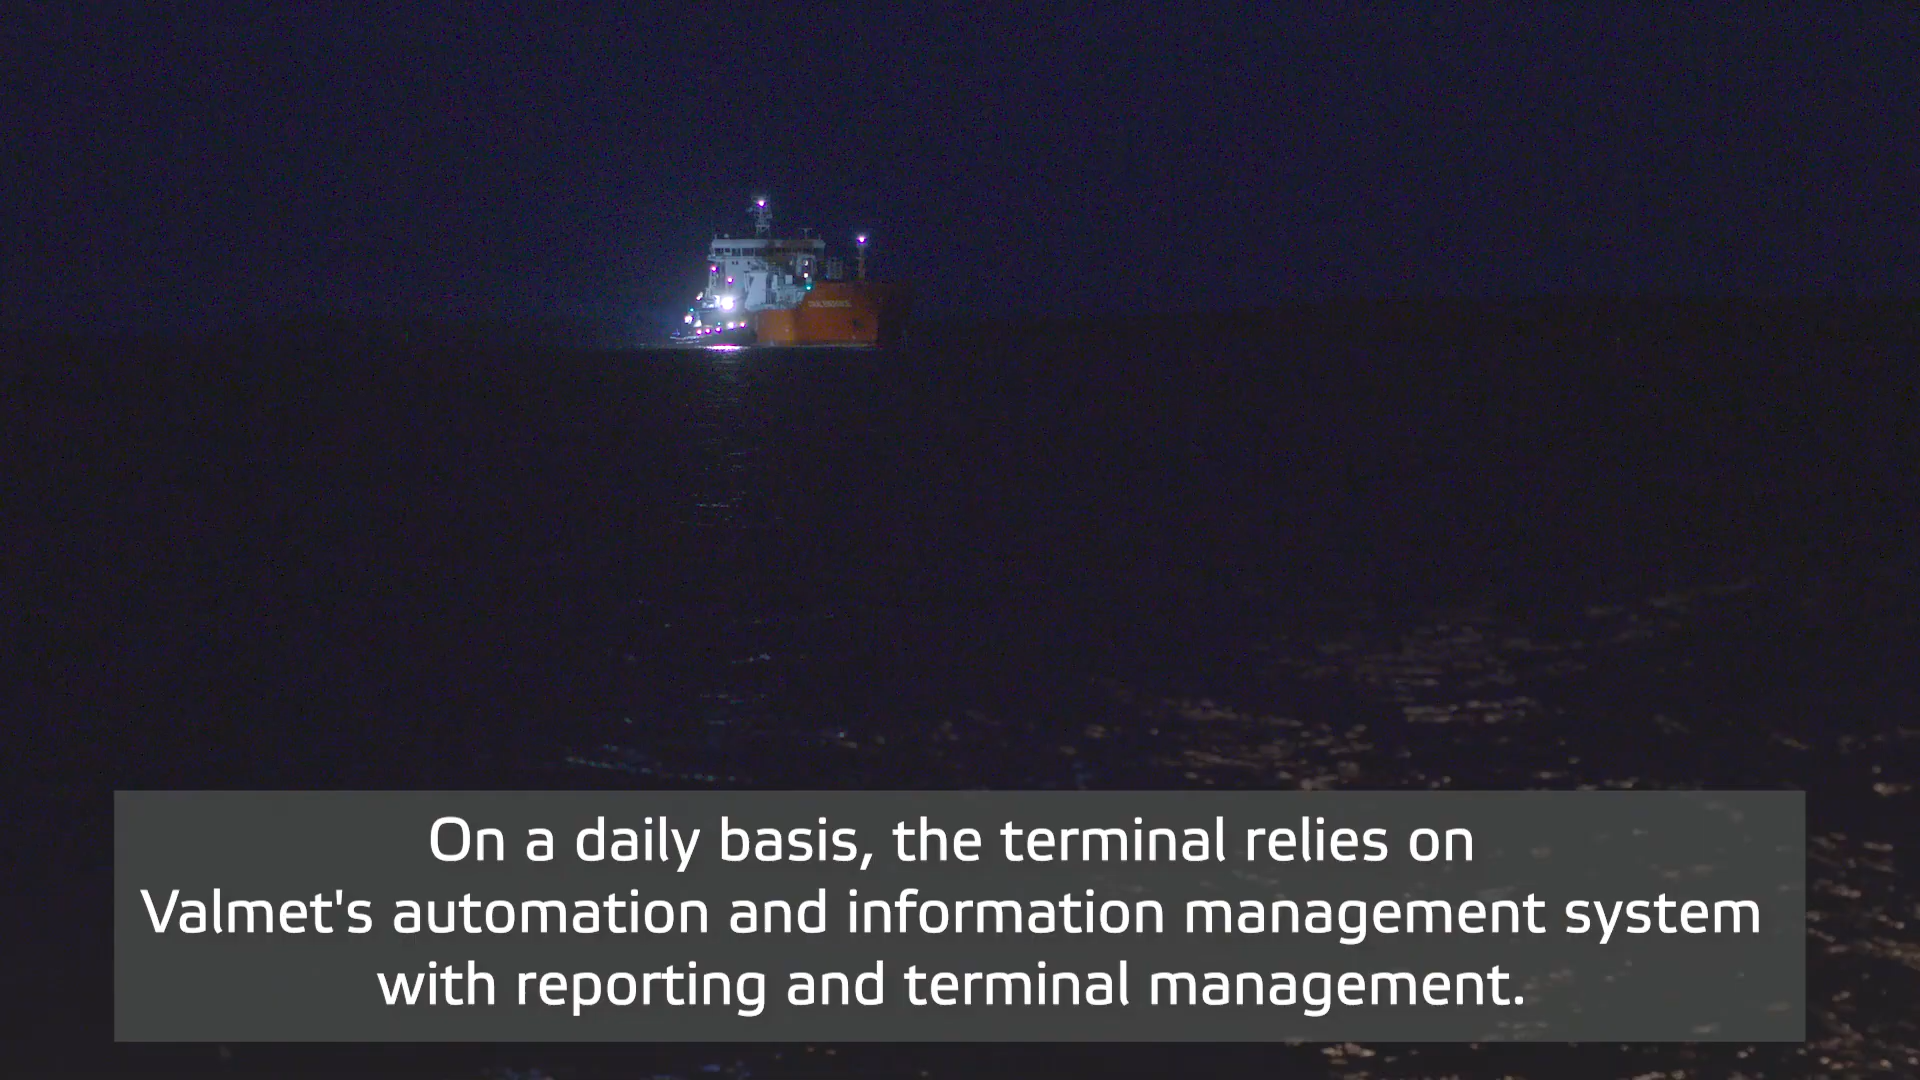 On a daily basis, the terminal relies on
Valmet's automation and information management system
with reporting and terminal management.